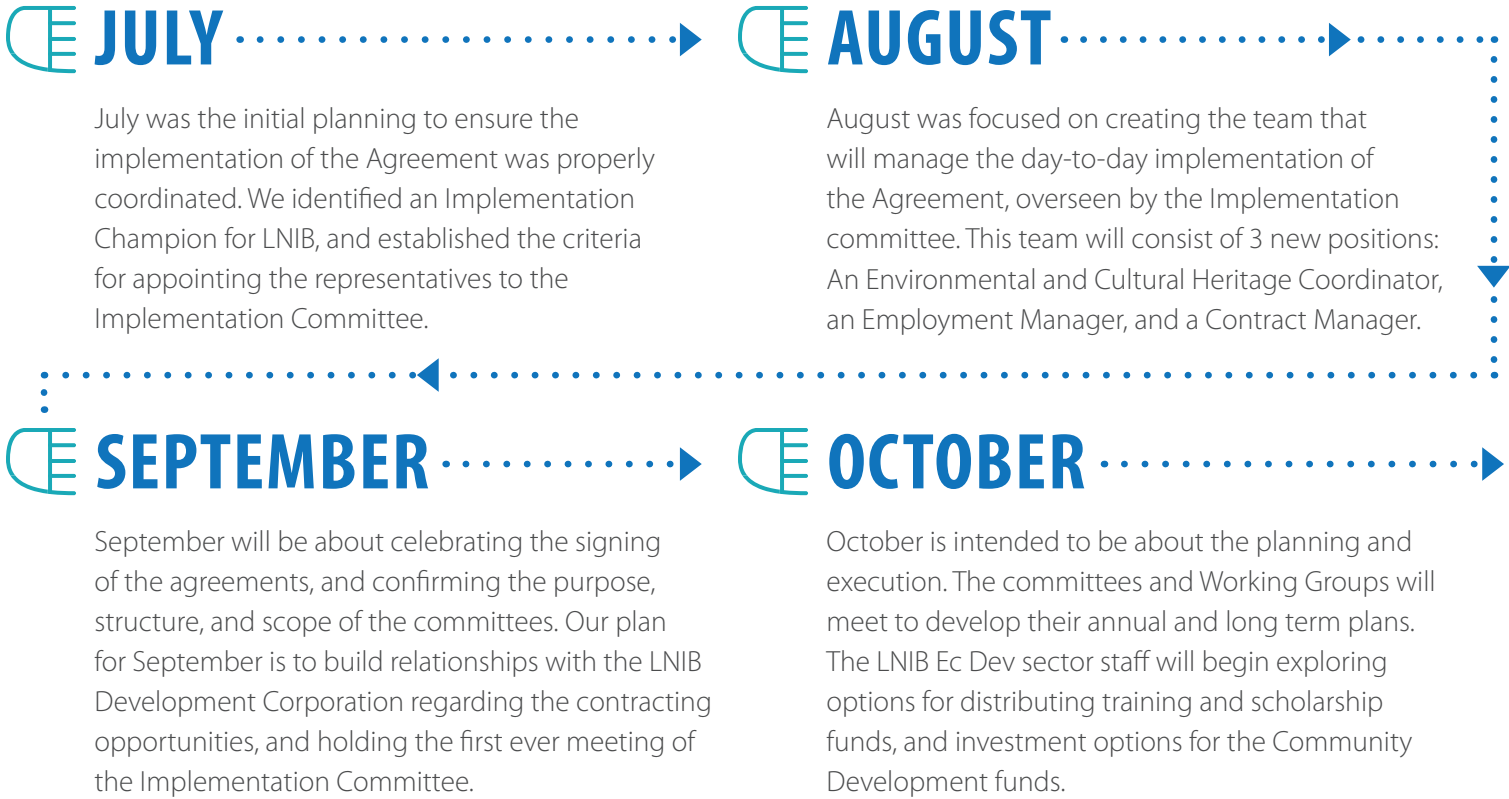 JULY
July was the initial planning to ensure the
implementation of the Agreement was properly
coordinated. We identified an Implementation
Champion for LNIB, and established the criteria
for appointing the representatives to the
Implementation Committee.
AUGUST
August was focused on creating the team that
will manage the day-to-day implementation of
the Agreement, overseen by the Implementation
committee. This team will consist of 3 new positions:
An Environmental and Cultural Heritage Coordinator,
an Employment Manager, and a Contract Manager.
SEPTEMBER
September will be about celebrating the signing
of the agreements, and confirming the purpose,
structure, and scope of the committees. Our plan
for September is to build relationships with the LNIB
Development Corporation regarding the contracting
opportunities, and holding the first ever meeting of
the Implementation Committee.
OCTOBER
October is intended to be about the planning and
execution. The committees and Working Groups will
meet to develop their annual and long term plans.
The LNIB Ec Dev sector staff will begin exploring
options for distributing training and scholarship
funds, and investment options for the Community
Development funds.